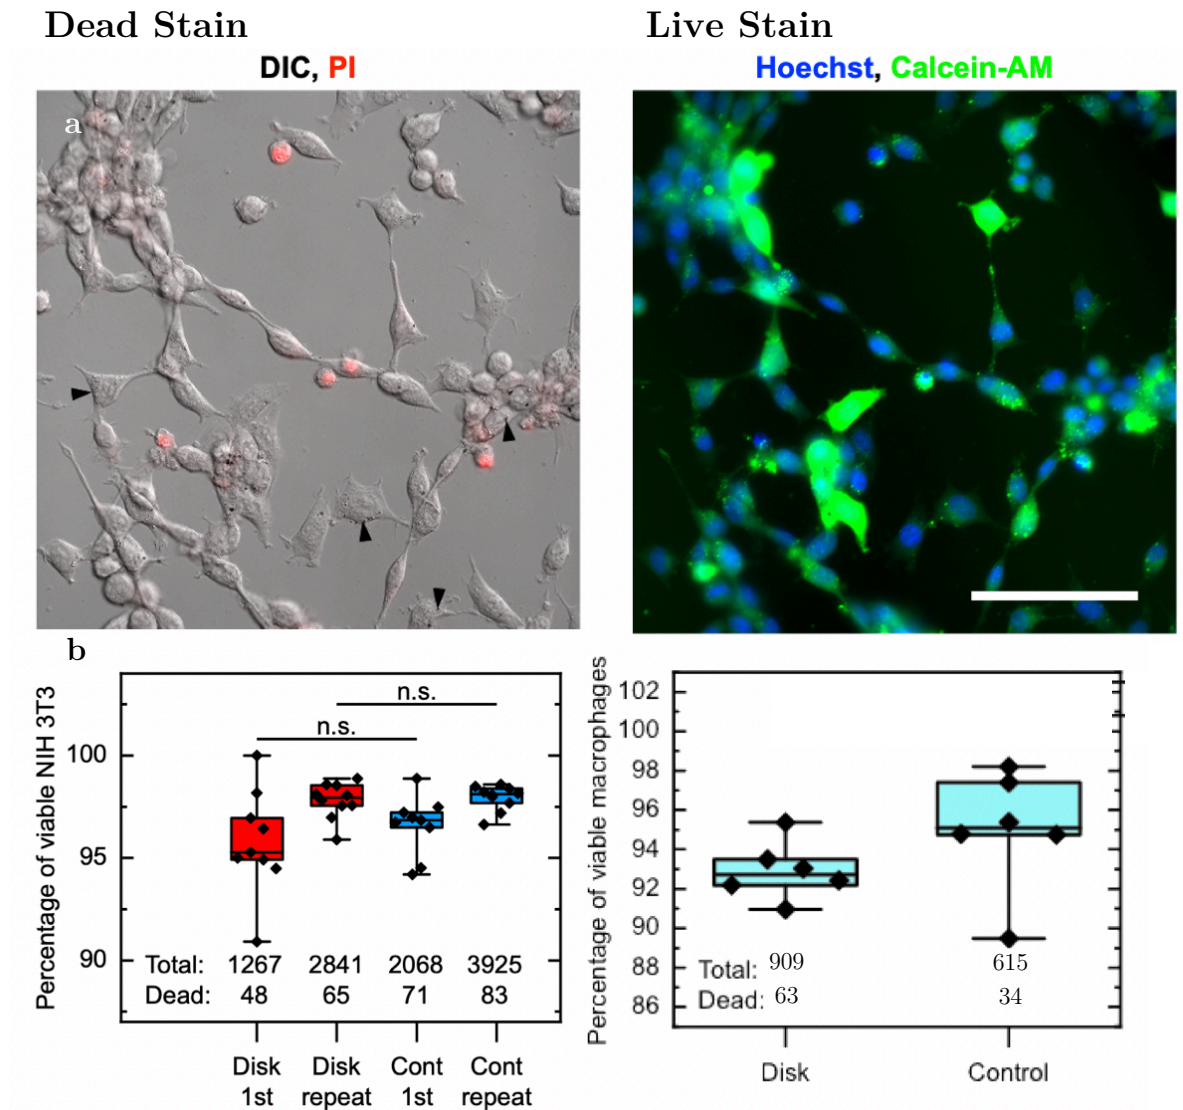 Dead Stain
Live Stain
DIC, PI
Hoechst, Calcein-AM
a
b
Percentage of viable NIH 3T3
100
95
90
n.s.
n.s.
Total: 1267 2841 2068 3925
Dead: 48 65 71 83
Disk 1st
Disk repeat
Cont 1st
Cont repeat
Percentage of viable macrophages
102
100
98
96
94
92
90
88
86
Total: 909 615
Dead: 63 34
Disk
Control